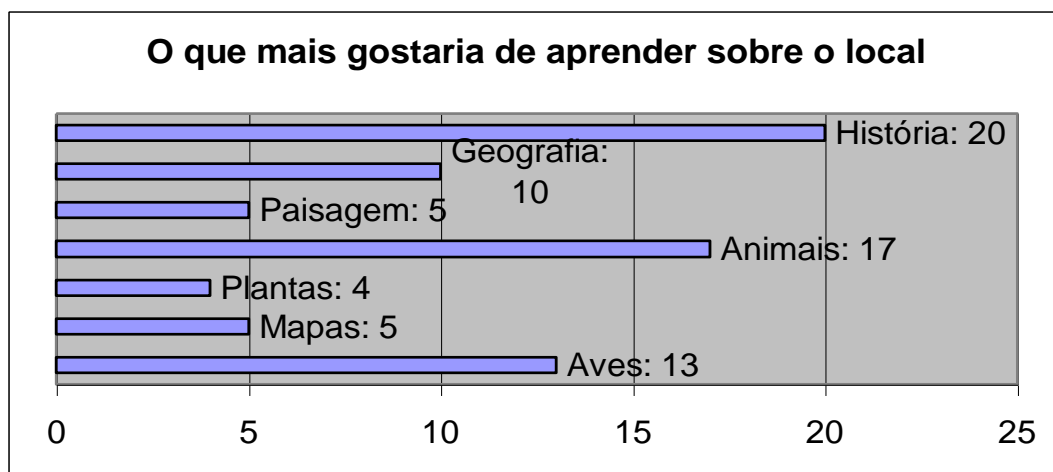 O que mais gostaria de aprender sobre o local
História: 20
Geografia:
10
Paisagem: 5
Animais: 17
Plantas: 4
Mapas: 5
Aves: 13
0 5 10 15 20 25